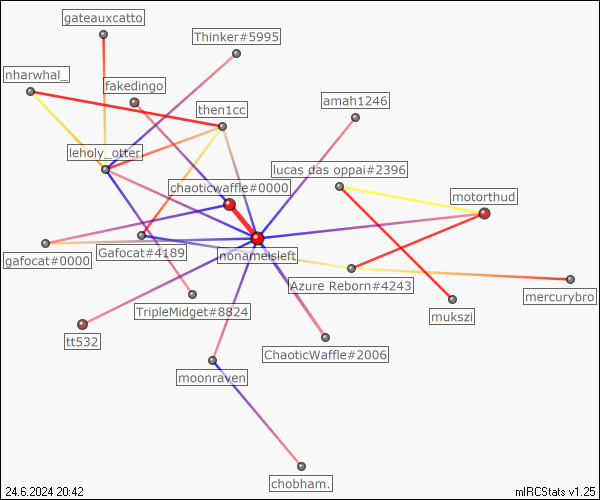 gateauxcatto
Thinker#5995
nharwhal_
fakedingo
amah1246
then1cc
leholy_otter
lucas das oppai#2396
chaoticwaffle#0000
motorthud
Gafocat#4189
nonameisleft
gafocat#0000
Azure Reborn#4243
mercurybro
TripleMidget#8824
mukszi
tt532
ChaoticWaffle#2006
moonraven
chobham.
24.6.2024 20:42
mIRCStats v1.25